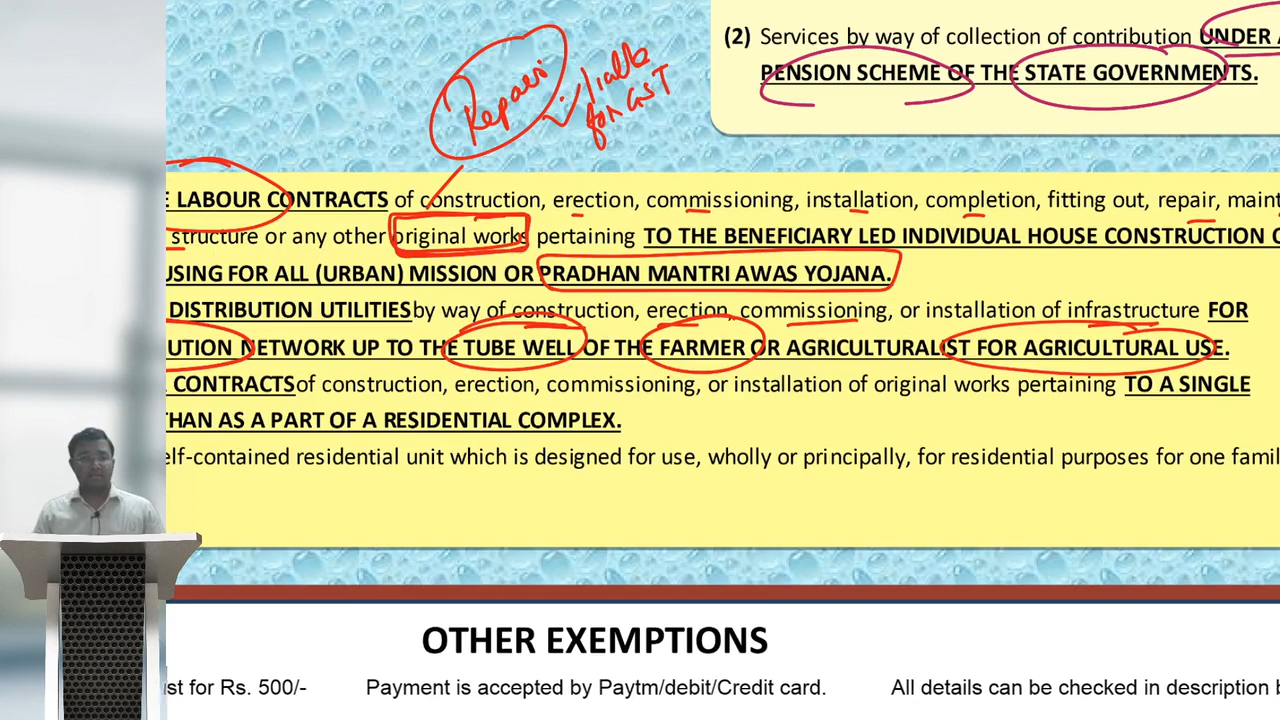 (2) Services by way of collection of contribution UNDER A
PENSION SCHEME OF THE STATE GOVERNMENTS.
Repairs
liable
for GST
E LABOUR CONTRACTS of construction, erection, commissioning, installation, completion, fitting out, repair, maint
structure or any other original works pertaining TO THE BENEFICIARY LED INDIVIDUAL HOUSE CONSTRUCTION O
USING FOR ALL (URBAN) MISSION OR PRADHAN MANTRI AWAS YOJANA.
DISTRIBUTION UTILITIES by way of construction, erection, commissioning, or installation of infrastructure FOR
UTION NETWORK UP TO THE TUBE WELL OF THE FARMER OR AGRICULTURALIST FOR AGRICULTURAL USE.
CONTRACTS of construction, erection, commissioning, or installation of original works pertaining TO A SINGLE
THAN AS A PART OF A RESIDENTIAL COMPLEX.
elf-contained residential unit which is designed for use, wholly or principally, for residential purposes for one famil
OTHER EXEMPTIONS
ust for Rs. 500/- Payment is accepted by Paytm/debit/Credit card. All details can be checked in description b